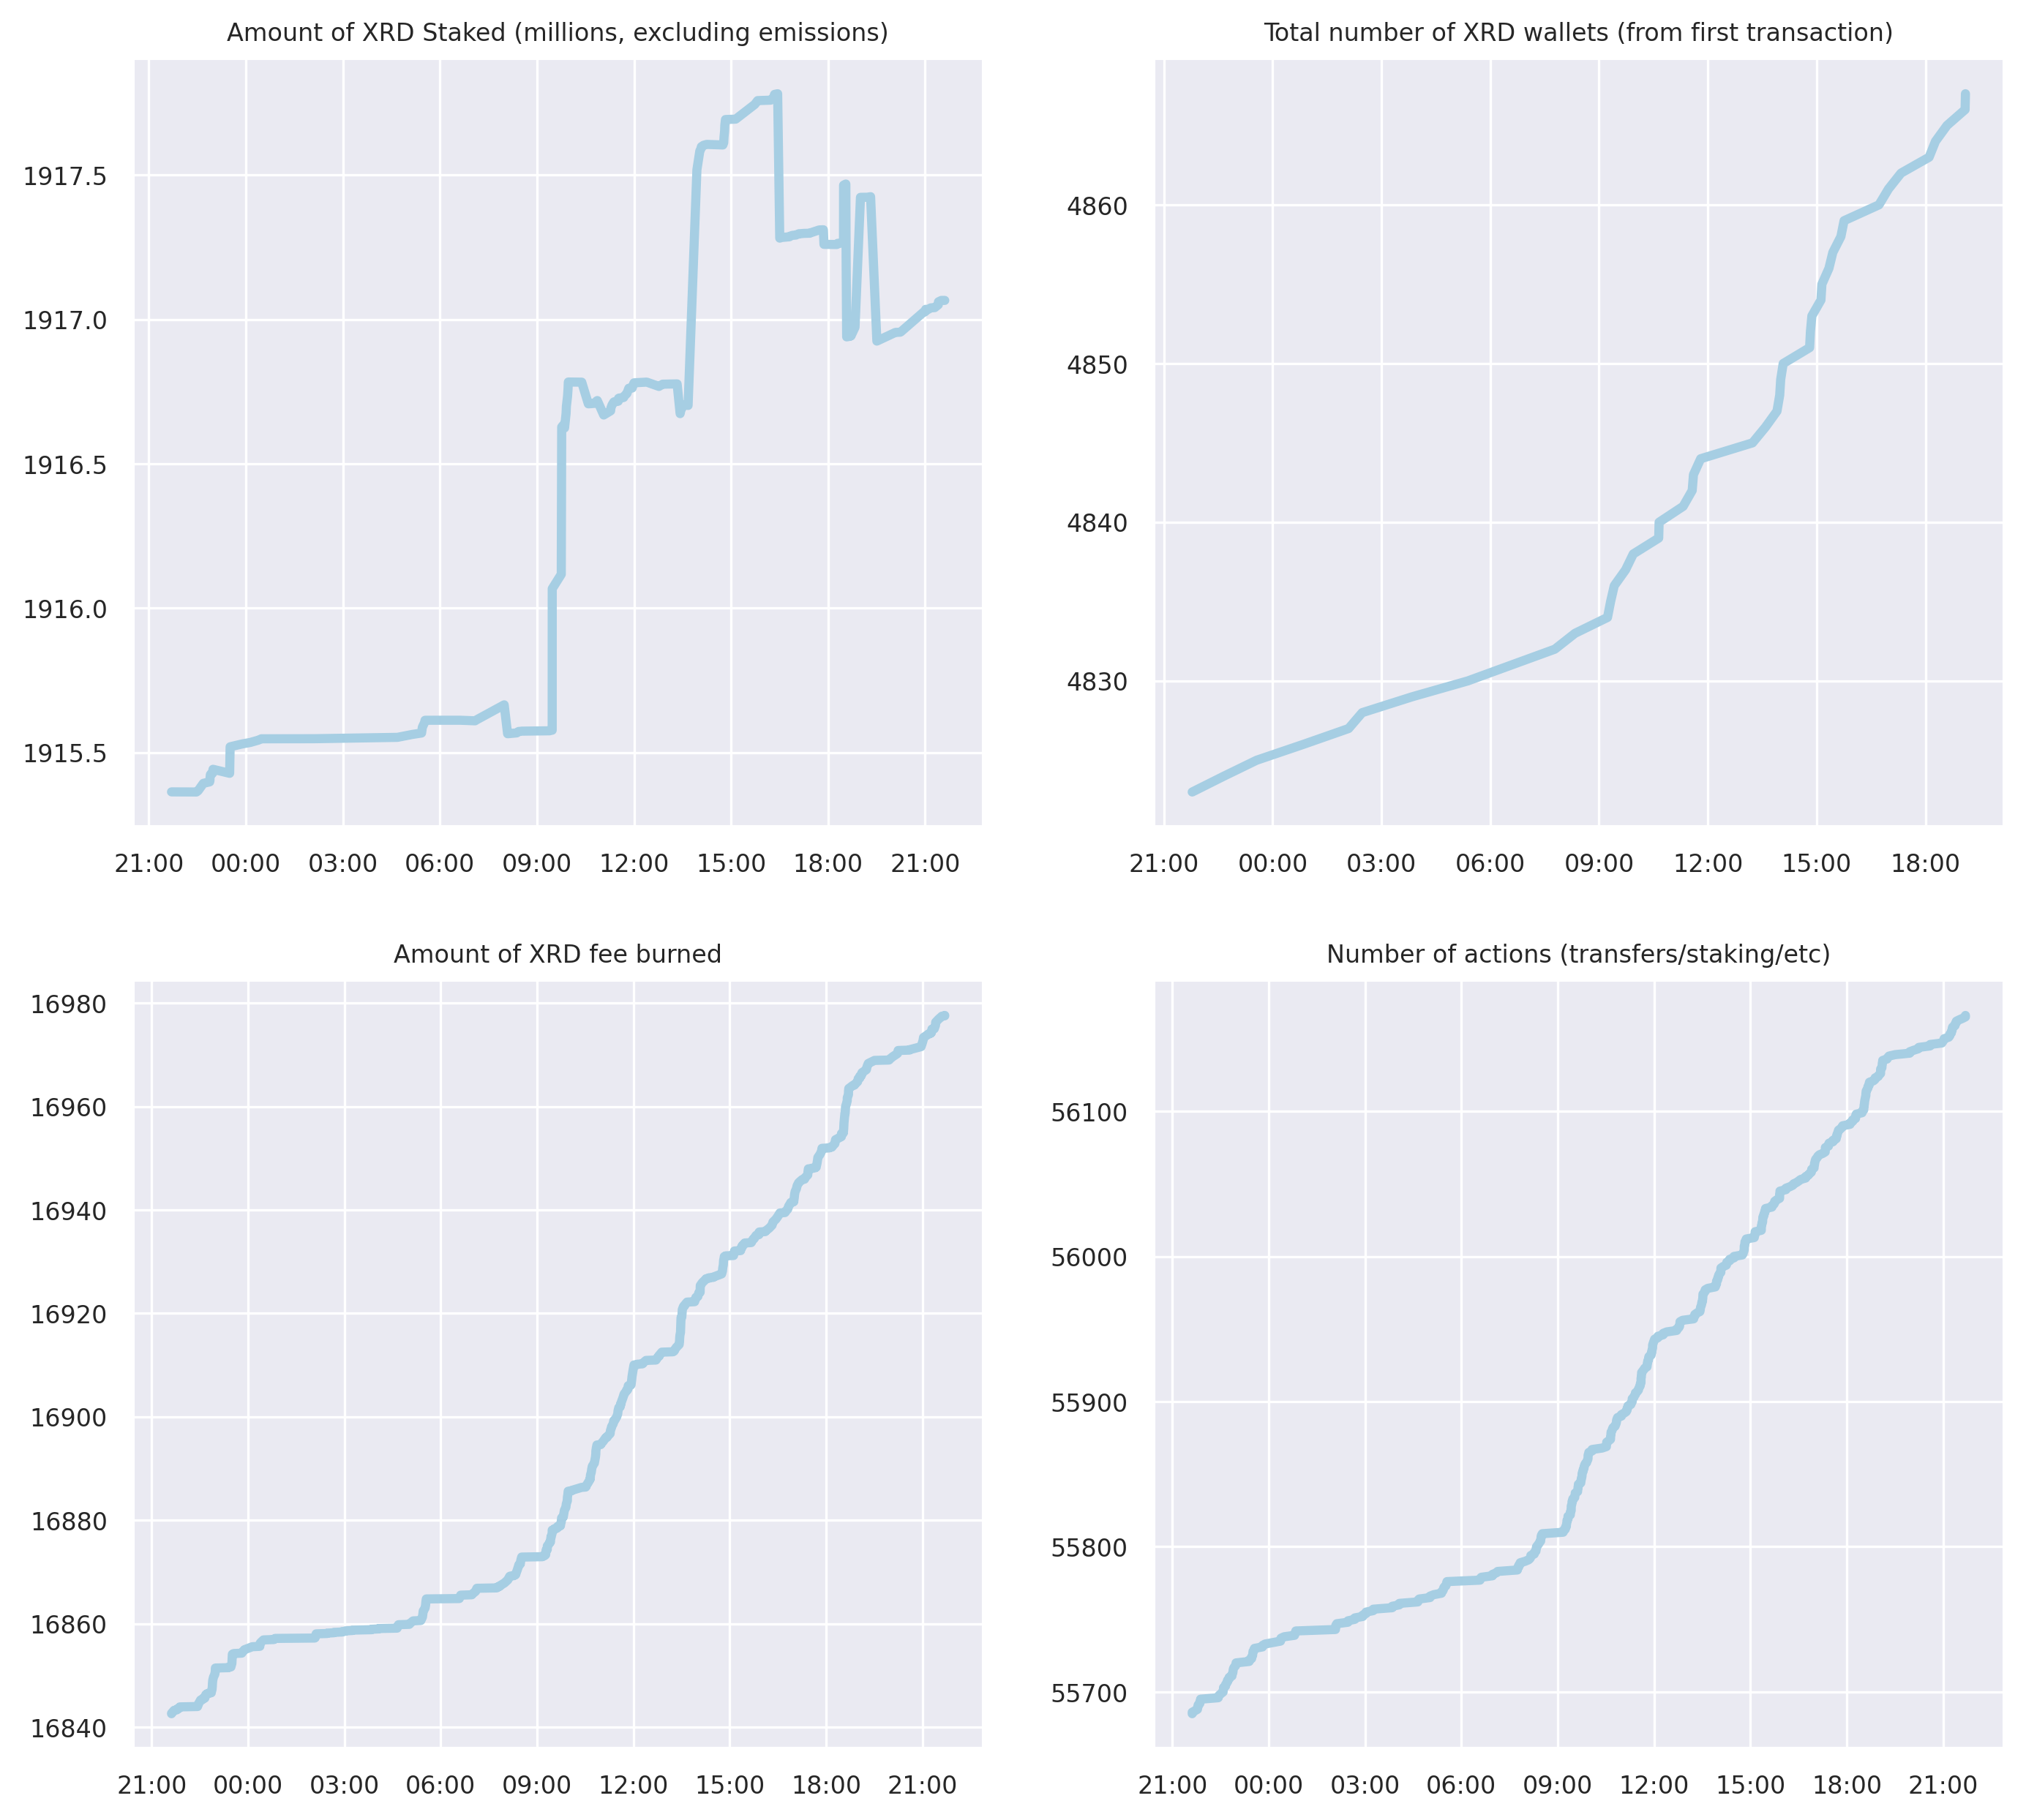 Amount of XRD Staked (millions, excluding emissions)
1917.5
1917.0
1916.5
1916.0
1915.5
21:00 00:00 03:00 06:00 09:00 12:00 15:00 18:00 21:00
Total number of XRD wallets (from first transaction)
4860
4850
4840
4830
21:00 00:00 03:00 06:00 09:00 12:00 15:00 18:00
Amount of XRD fee burned
16980
16960
16940
16920
16900
16880
16860
16840
21:00 00:00 03:00 06:00 09:00 12:00 15:00 18:00 21:00
Number of actions (transfers/staking/etc)
56100
56000
55900
55800
55700
21:00 00:00 03:00 06:00 09:00 12:00 15:00 18:00 21:00